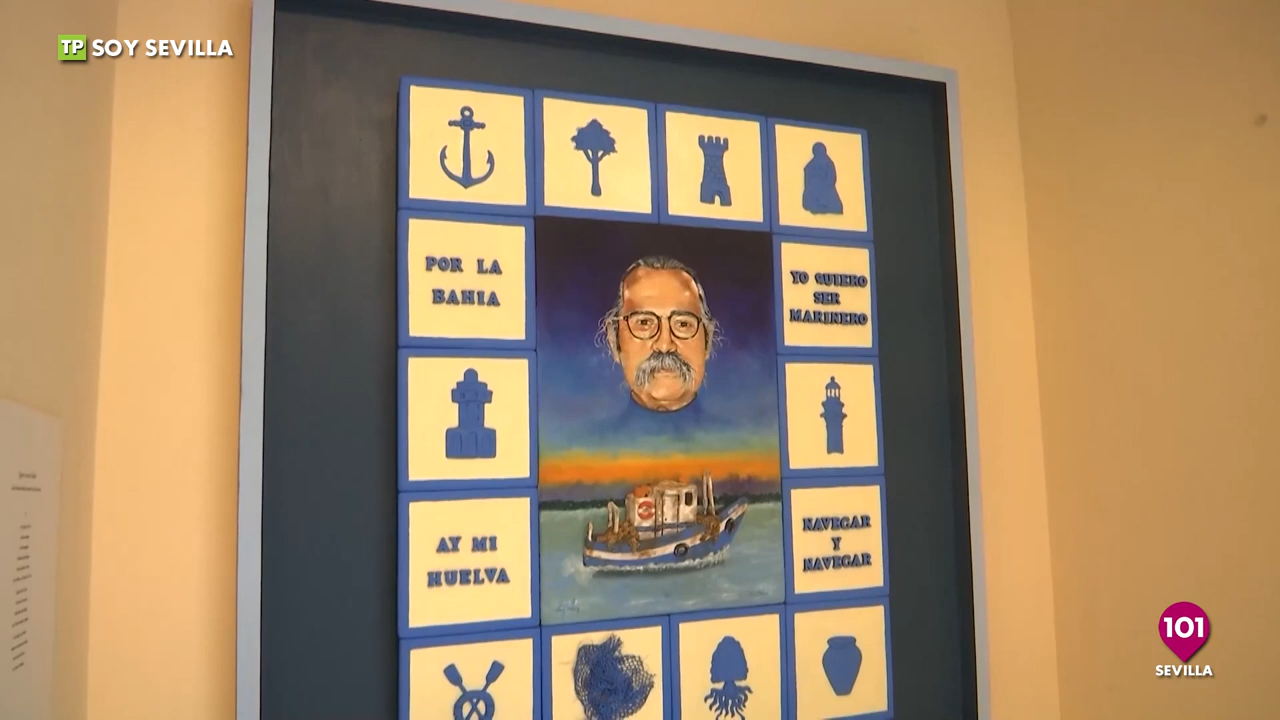 TP SOY SEVILLA
POR LA
BAHIA
YO QUIERO
SER
MARINERO
AY MI
HUELVA
NAVEGAR
Y
NAVEGAR
101
SEVILLA